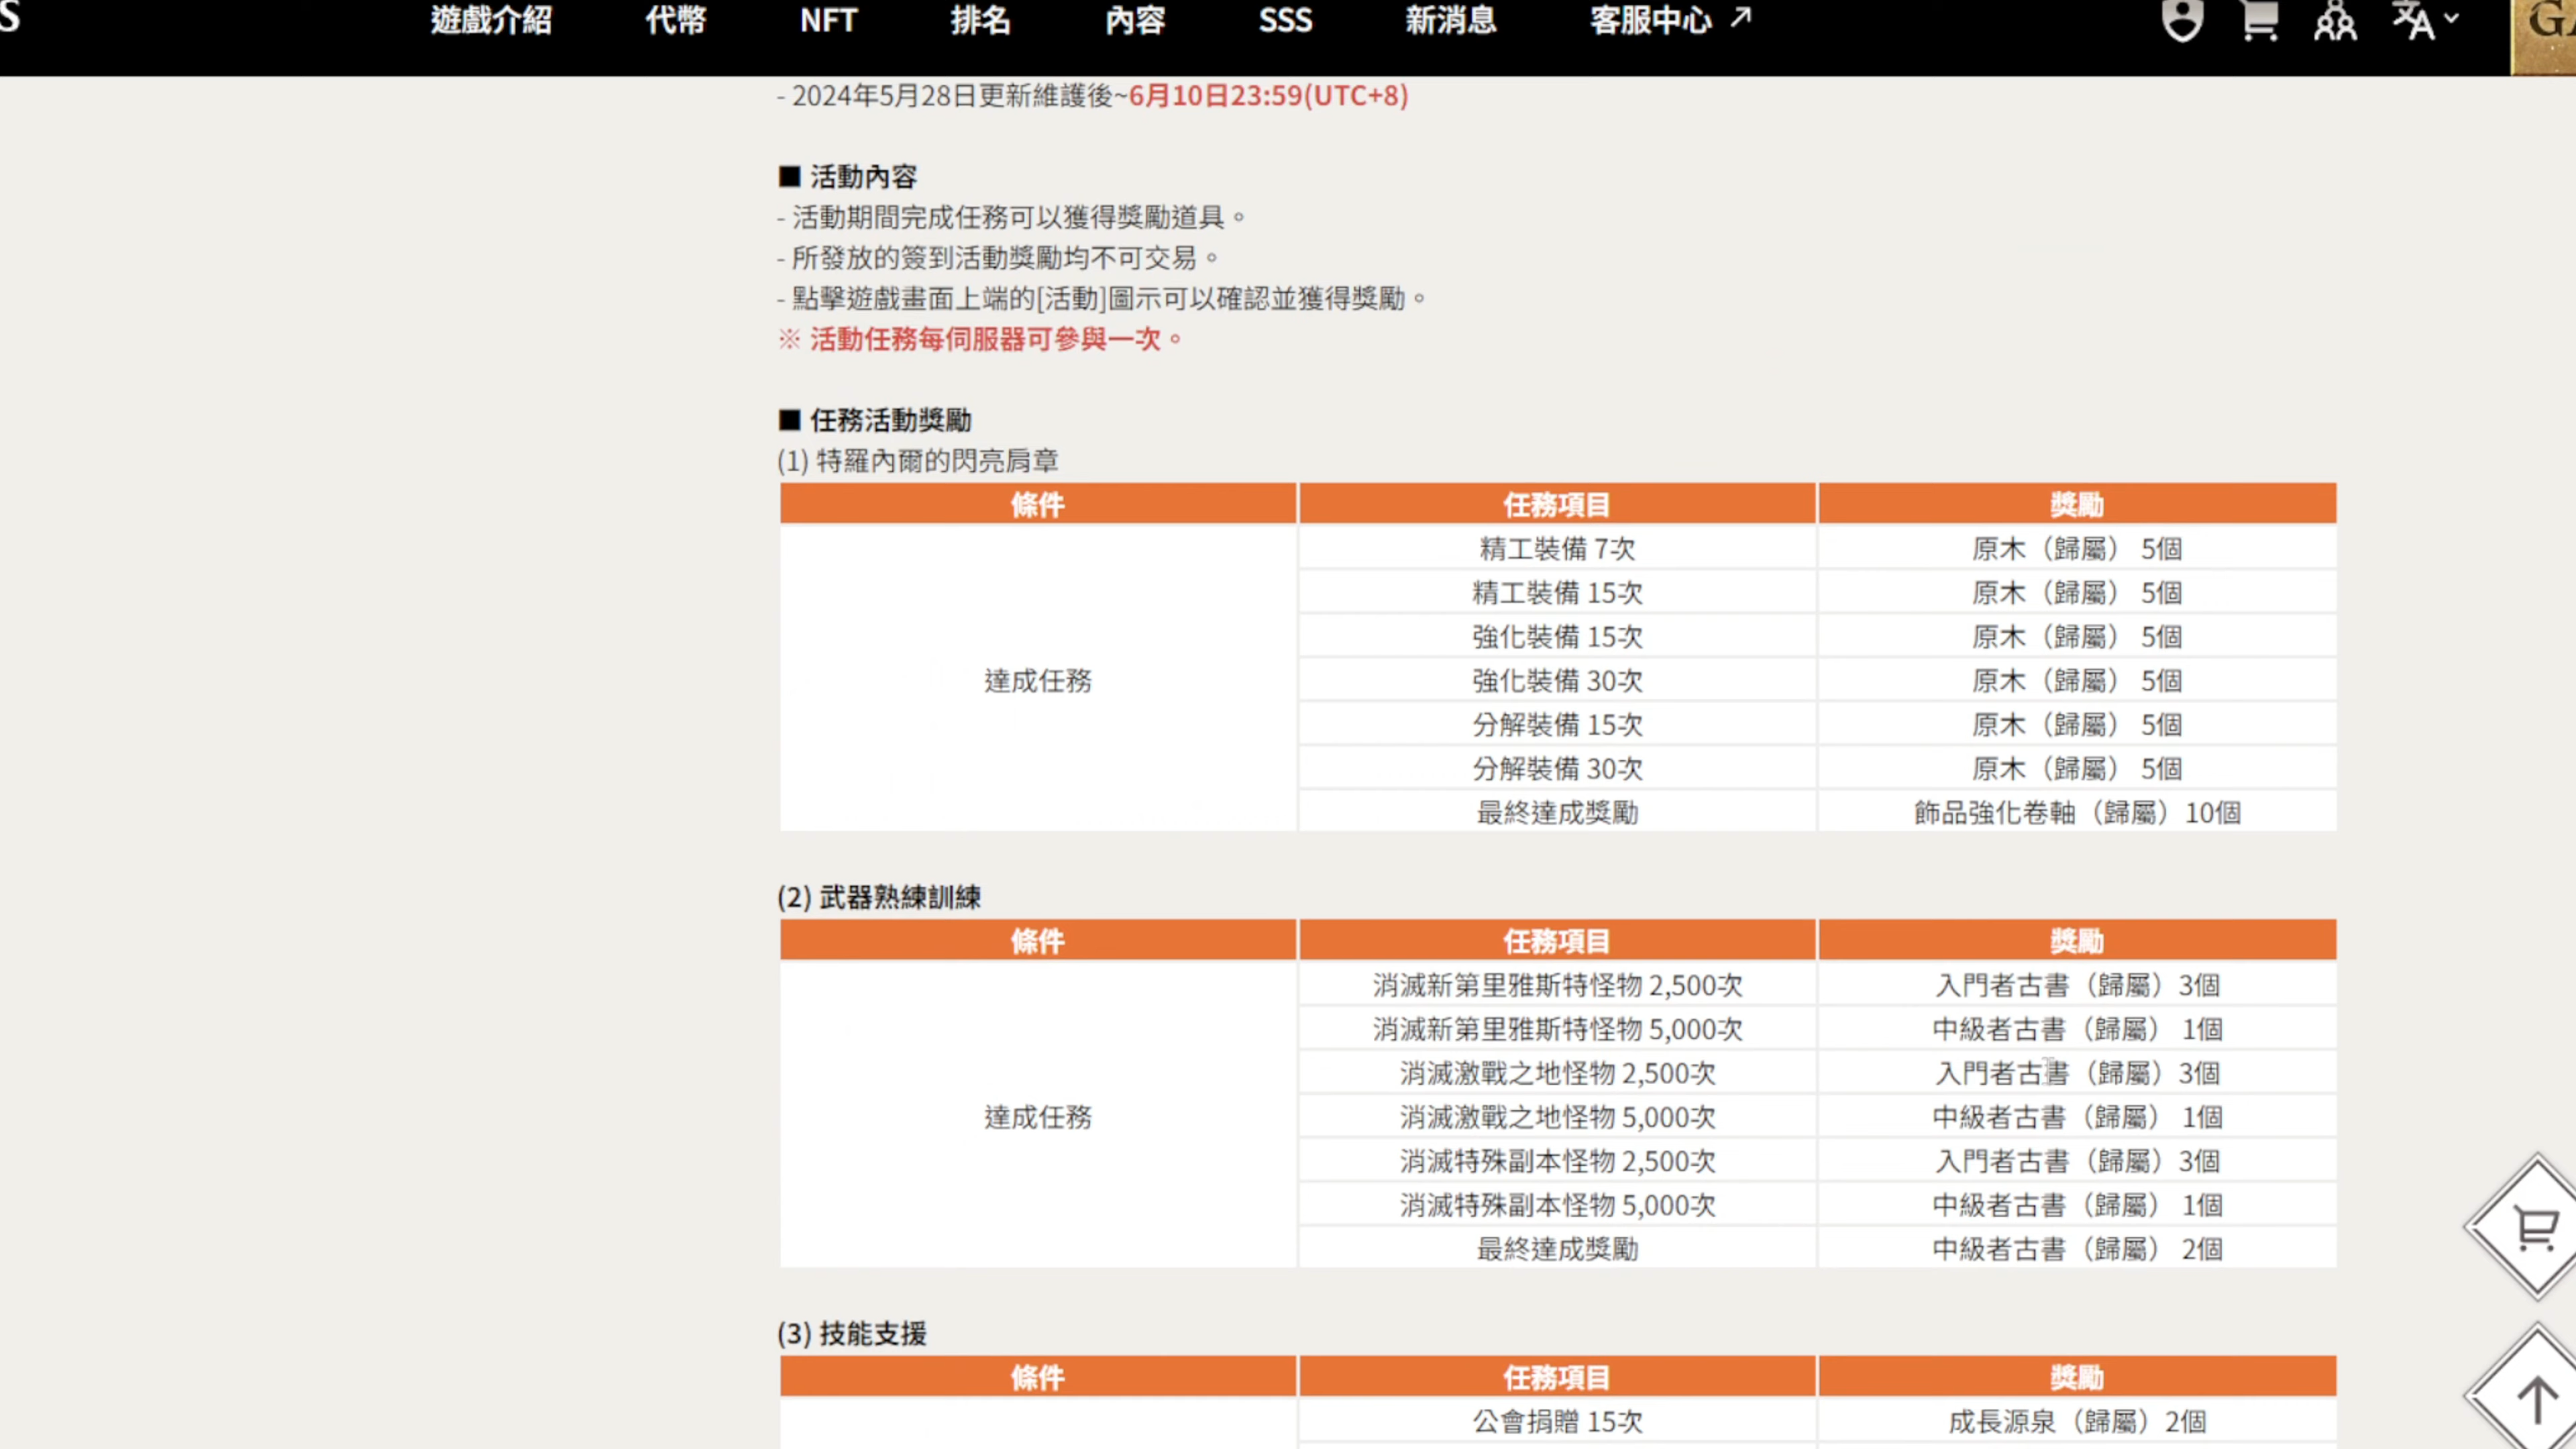 S 遊戲介紹 代幣 NFT 排名 內容 SSS 新消息 客服中心
- 2024年5月28日更新維護後~6月10日23:59(UTC+8)
■ 活動內容
- 活動期間完成任務可以獲得獎勵道具。
- 所發放的簽到活動獎勵均不可交易。
- 點擊遊戲畫面上端的[活動]圖示可以確認並獲得獎勵。
※ 活動任務每伺服器可參與一次。
■ 任務活動獎勵
(1) 特羅內爾的閃亮肩章
條件 任務項目 獎勵
精工裝備 7次 原木（歸屬） 5個
精工裝備 15次 原木（歸屬） 5個
強化裝備 15次 原木（歸屬） 5個
達成任務 強化裝備 30次 原木（歸屬） 5個
分解裝備 15次 原木（歸屬） 5個
分解裝備 30次 原木（歸屬） 5個
最終達成獎勵 飾品強化卷軸（歸屬）10個
(2) 武器熟練訓練
條件 任務項目 獎勵
消滅新第里雅斯特怪物 2,500次 入門者古書（歸屬）3個
消滅新第里雅斯特怪物 5,000次 中級者古書（歸屬） 1個
消滅激戰之地怪物 2,500次 入門者古書（歸屬）3個
達成任務 消滅激戰之地怪物 5,000次 中級者古書（歸屬） 1個
消滅特殊副本怪物 2,500次 入門者古書（歸屬）3個
消滅特殊副本怪物 5,000次 中級者古書（歸屬） 1個
最終達成獎勵 中級者古書（歸屬） 2個
(3) 技能支援
條件 任務項目 獎勵
公會捐贈 15次 成長源泉（歸屬）2個